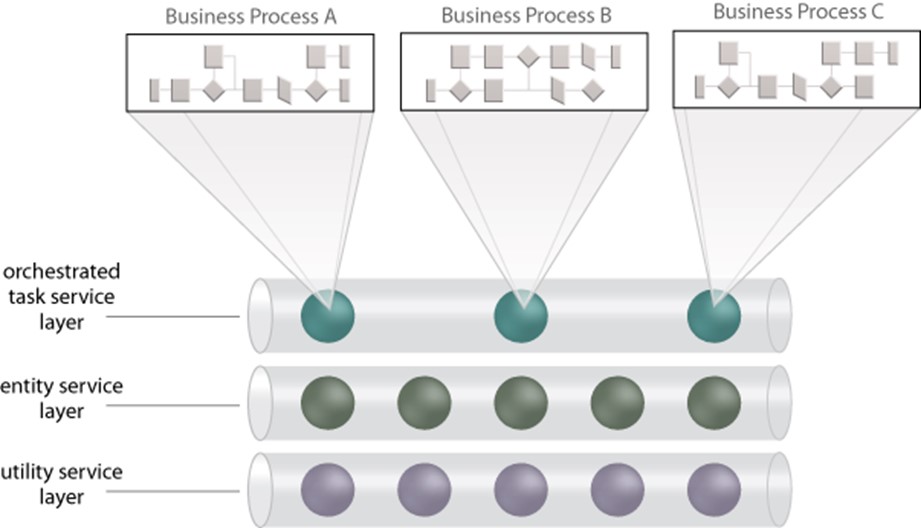 Business Process A
Business Process B
Business Process C
orchestrated
task service
layer
entity service
layer
utility service
layer